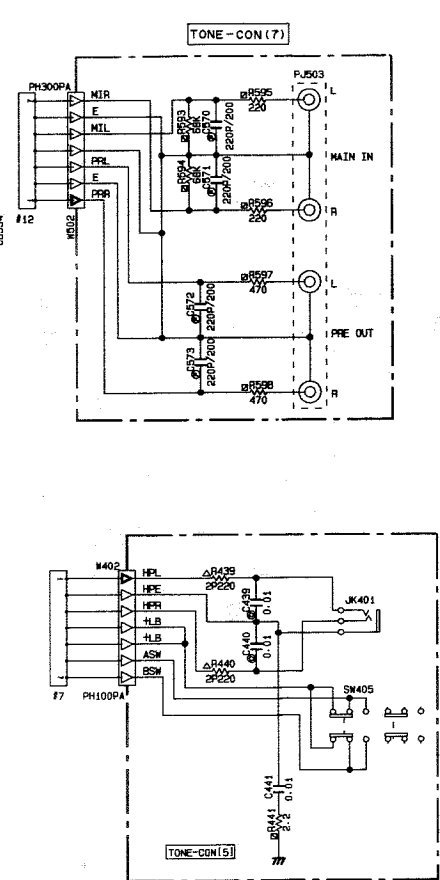 TONE-CON(7)
PH300PA
PJ503
MIR
E
MIL
PRL
E
PRR
#12
W502
R593
68K
C570
220P/200
R594
68K
C571
220P/200
R595
220
L
MAIN IN
R596
220
R
R597
470
L
C572
220P/200
PRE OUT
C573
220P/200
R598
470
R
W402
HPL
HPE
HPR
+LB
+LB
ASW
BSW
#7
PH100PA
R439
2P220
C439
0.01
C440
0.01
R440
2P220
JK401
SW405
C441
0.01
R441
2.2
TONE-CON[5]